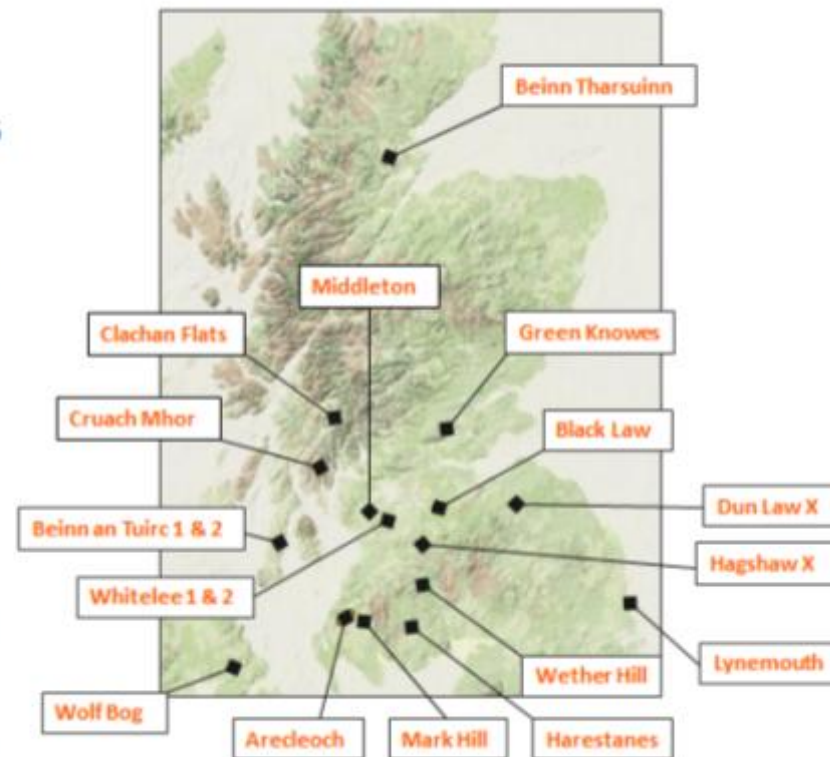 Beinn Tharsuinn
Middleton
Clachan Flats
Green Knowes
Cruach Mhor
Black Law
Dun Law X
Beinn an Tuirc 1 & 2
Hagshaw X
Whitelee 1 & 2
Wether Hill
Lynemouth
Wolf Bog
Arecleoch
Mark Hill
Harestanes